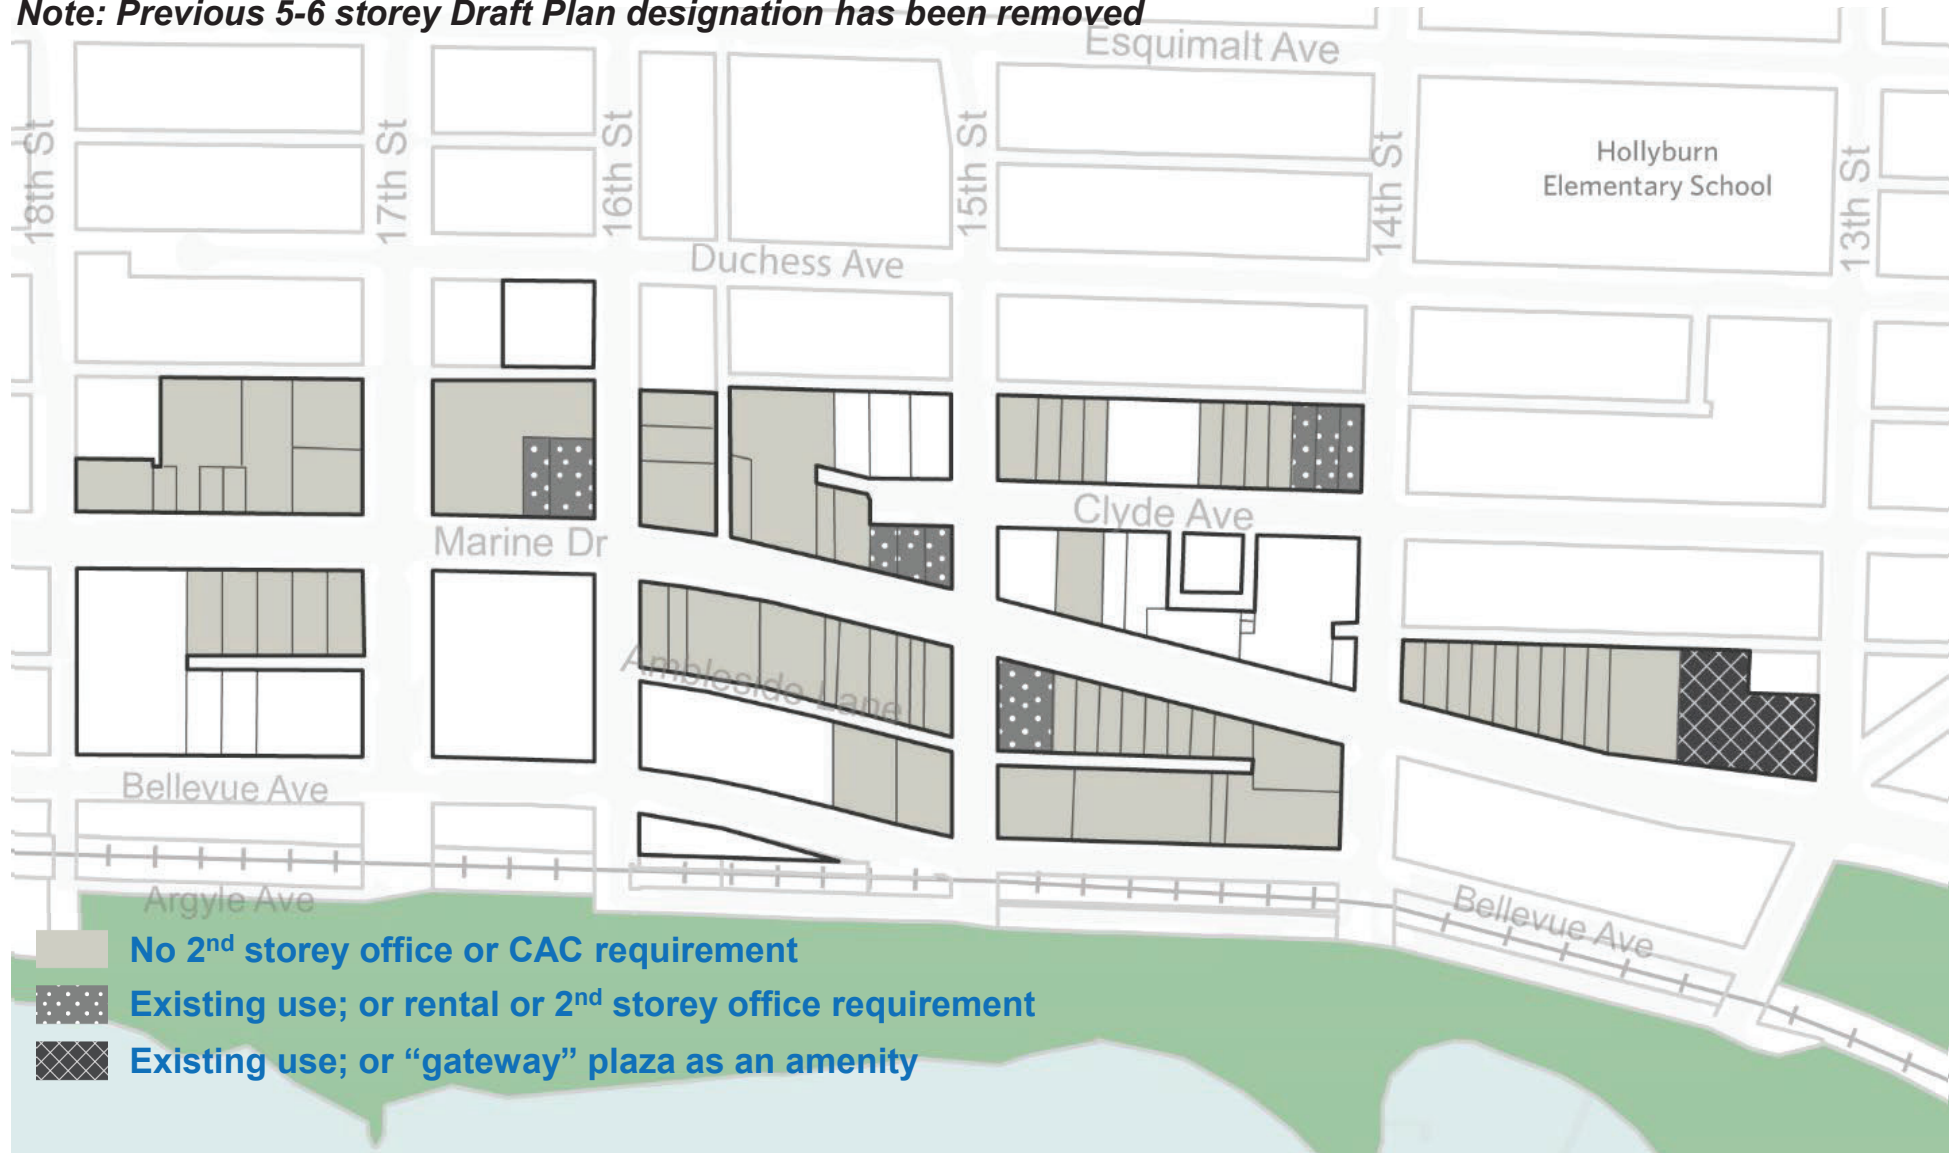 Note: Previous 5-6 storey Draft Plan designation has been removed
Esquimalt Ave
18th St
17th St
16th St
15th St
14th St
Hollyburn
Elementary School
13th St
Duchess Ave
Clyde Ave
Marine Dr
Ambleside Lane
Bellevue Ave
Argyle Ave
Bellevue Ave
No 2nd storey office or CAC requirement
Existing use; or rental or 2nd storey office requirement
Existing use; or “gateway” plaza as an amenity